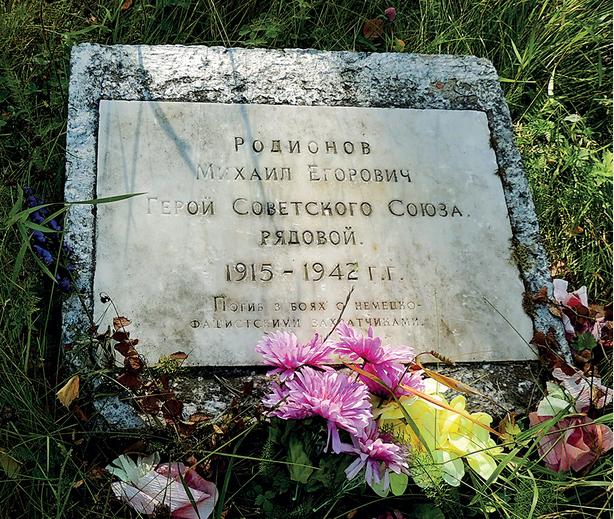 Родионов
Михаил Егорович
Герой Советского Союза.
рядовой.
1915 - 1942 г.г.
Погиб в боях с немецко-
фашистскими захватчиками.